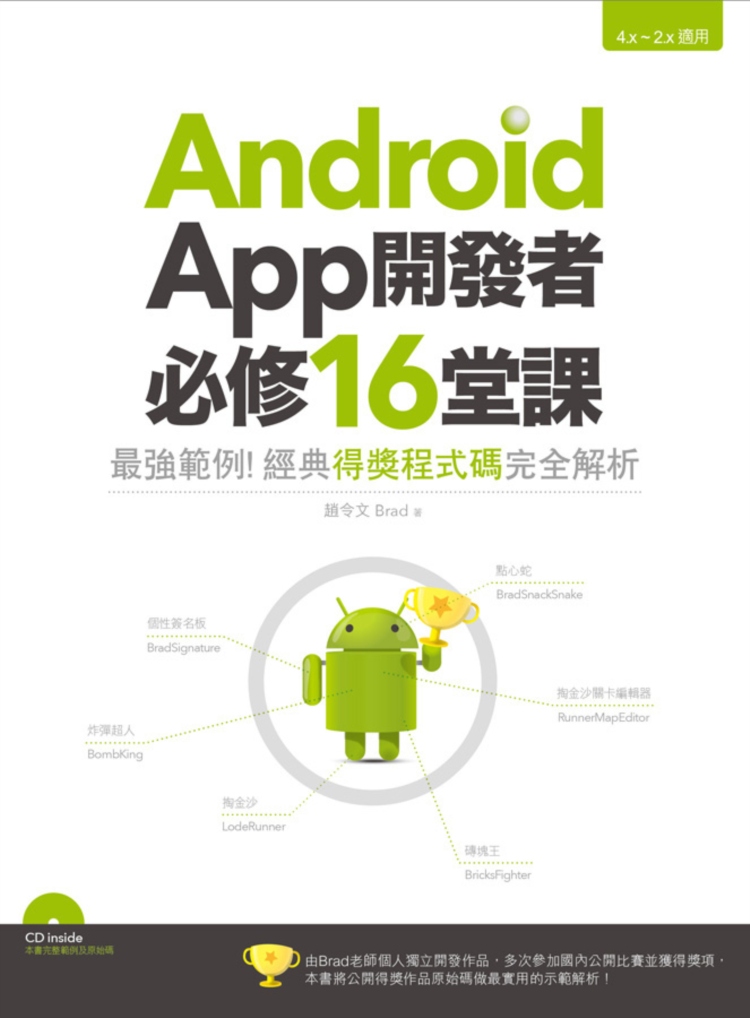 4.x ~ 2.x 適用
Android
App開發者
必修16堂課
最強範例! 經典得獎程式碼完全解析
趙令文 Brad 著
點心蛇
BradSnackSnake
個性簽名板
BradSignature
掏金沙關卡編輯器
RunnerMapEditor
炸彈超人
BombKing
掏金沙
LodeRunner
磚塊王
BricksFighter
CD inside
本書完整範例及原始碼
由Brad老師個人獨立開發作品，多次參加國內公開比賽並獲得獎項，
本書將公開得獎作品原始碼做最實用的示範解析！